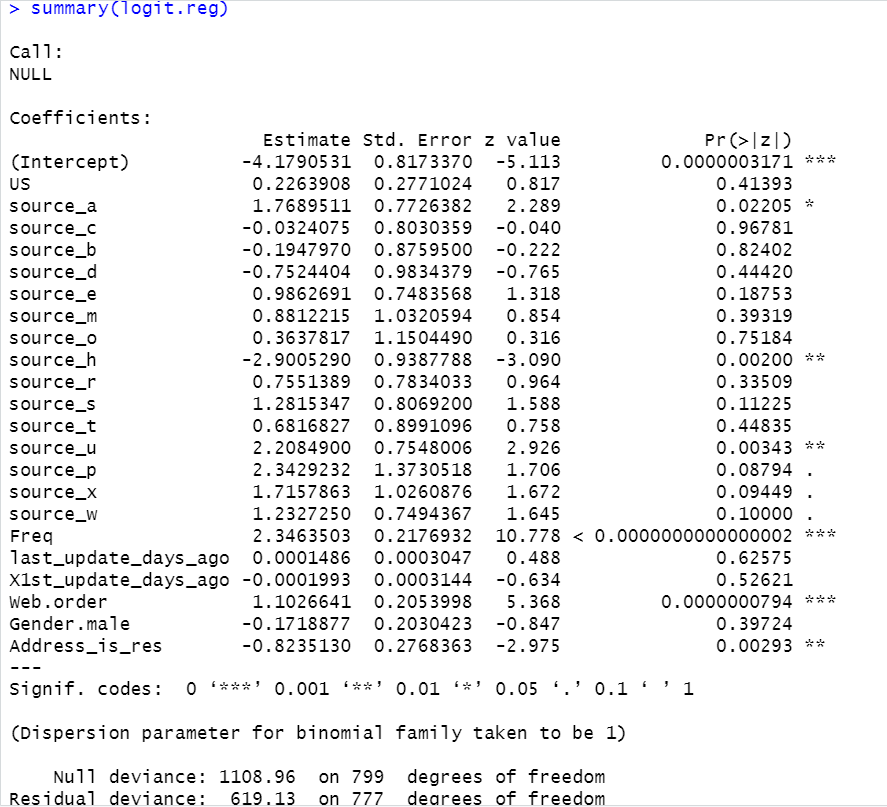 > summary(logit.reg)
Call:
NULL
Coefficients:
Estimate Std. Error z value Pr(>|z|)
(Intercept) -4.1790531 0.8173370 -5.113 0.0000003171 ***
US 0.2263908 0.2771024 0.817 0.41393
source_a 1.7689511 0.7726382 2.289 0.02205 *
source_c -0.0324075 0.8030359 -0.040 0.96781
source_b -0.1947970 0.8759500 -0.222 0.82402
source_d -0.7524404 0.9834379 -0.765 0.44420
source_e 0.9862691 0.7483568 1.318 0.18753
source_m 0.8812215 1.0320594 0.854 0.39319
source_o 0.3637817 1.1504490 0.316 0.75184
source_h -2.9005290 0.9387788 -3.090 0.00200 **
source_r 0.7551389 0.7834033 0.964 0.33509
source_s 1.2815347 0.8069200 1.588 0.11225
source_t 0.6816827 0.8991096 0.758 0.44835
source_u 2.2084900 0.7548006 2.926 0.00343 **
source_p 2.3429232 1.3730518 1.706 0.08794 .
source_x 1.7157863 1.0260876 1.672 0.09449 .
source_w 1.2327250 0.7494367 1.645 0.10000 .
Freq 2.3463503 0.2176932 10.778 < 0.0000000000000002 ***
last_update_days_ago 0.0001486 0.0003047 0.488 0.62575
X1st_update_days_ago -0.0001993 0.0003144 -0.634 0.52621
Web.order 1.1026641 0.2053998 5.368 0.0000000794 ***
Gender.male -0.1718877 0.2030423 -0.847 0.39724
Address_is_res -0.8235130 0.2768363 -2.975 0.00293 **
---
Signif. codes: 0 ‘***’ 0.001 ‘**’ 0.01 ‘*’ 0.05 ‘.’ 0.1 ‘ ’ 1
(Dispersion parameter for binomial family taken to be 1)
Null deviance: 1108.96 on 799 degrees of freedom
Residual deviance: 619.13 on 777 degrees of freedom